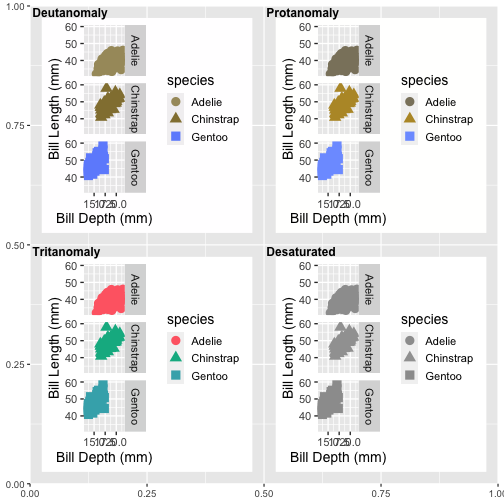 1.00
Deutanomaly
Protanomaly
Bill Length (mm)
60
50
40
60
50
40
60
50
40
Adelie
Chinstrap
Gentoo
Bill Depth (mm)
species
Adelie
Chinstrap
Gentoo
Bill Length (mm)
60
50
40
60
50
40
60
50
40
Adelie
Chinstrap
Gentoo
Bill Depth (mm)
species
Adelie
Chinstrap
Gentoo
0.75
0.50
Tritanomaly
Desaturated
Bill Length (mm)
60
50
40
60
50
40
60
50
40
Adelie
Chinstrap
Gentoo
Bill Depth (mm)
species
Adelie
Chinstrap
Gentoo
Bill Length (mm)
60
50
40
60
50
40
60
50
40
Adelie
Chinstrap
Gentoo
Bill Depth (mm)
species
Adelie
Chinstrap
Gentoo
0.25
0.00
0.00
0.25
0.50
0.75
1.00